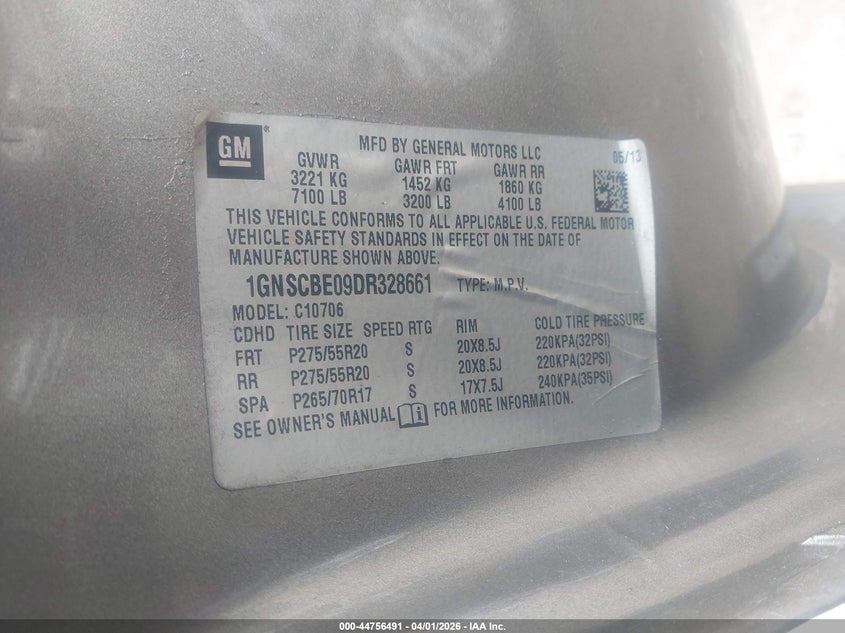 GM
MFD BY GENERAL MOTORS LLC
05/13
GVWR GAWR FRT GAWR RR
3221 KG 1452 KG 1860 KG
7100 LB 3200 LB 4100 LB
THIS VEHICLE CONFORMS TO ALL APPLICABLE U.S. FEDERAL MOTOR
VEHICLE SAFETY STANDARDS IN EFFECT ON THE DATE OF
MANUFACTURE SHOWN ABOVE.
1GNSCBE09DR328661 TYPE: M.P.V.
MODEL: C10706
CDHD TIRE SIZE SPEED RTG RIM COLD TIRE PRESSURE
FRT P275/55R20 S 20X8.5J 220KPA(32PSI)
RR P275/55R20 S 20X8.5J 220KPA(32PSI)
SPA P265/70R17 S 17X7.5J 240KPA(35PSI)
SEE OWNER'S MANUAL FOR MORE INFORMATION.
000-44756491 - 04/01/2026 - IAA Inc.